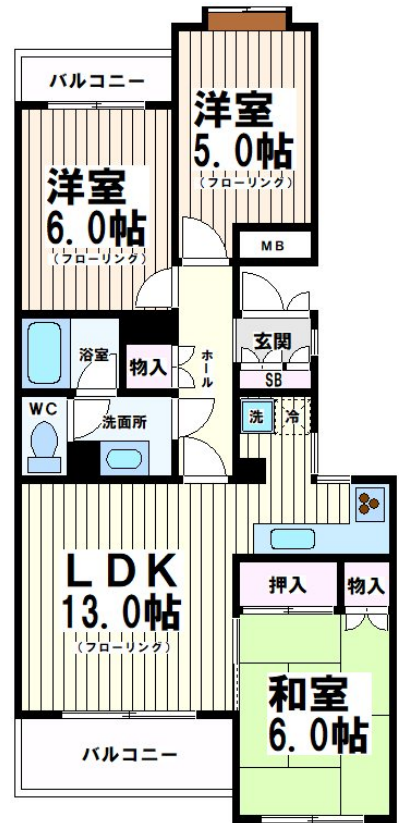 バルコニー
洋室
5.0帖
(フローリング)
洋室
6.0帖
(フローリング)
MB
玄関
SB
浴室
物入
ホール
WC
洗面所
洗
冷
LDK
13.0帖
(フローリング)
押入
物入
和室
6.0帖
バルコニー